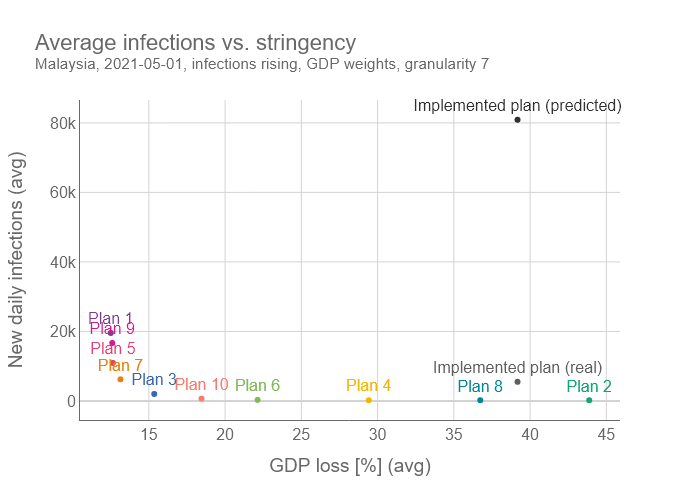 Average infections vs. stringency
Malaysia, 2021-05-01, infections rising, GDP weights, granularity 7
Implemented plan (predicted)
80k
60k
40k
20k
0
New daily infections (avg)
Plan 1
Plan 9
Plan 5
Plan 7
Plan 3
Plan 10
Plan 6
Plan 4
Implemented plan (real)
Plan 8
Plan 2
15 20 25 30 35 40 45
GDP loss [%] (avg)